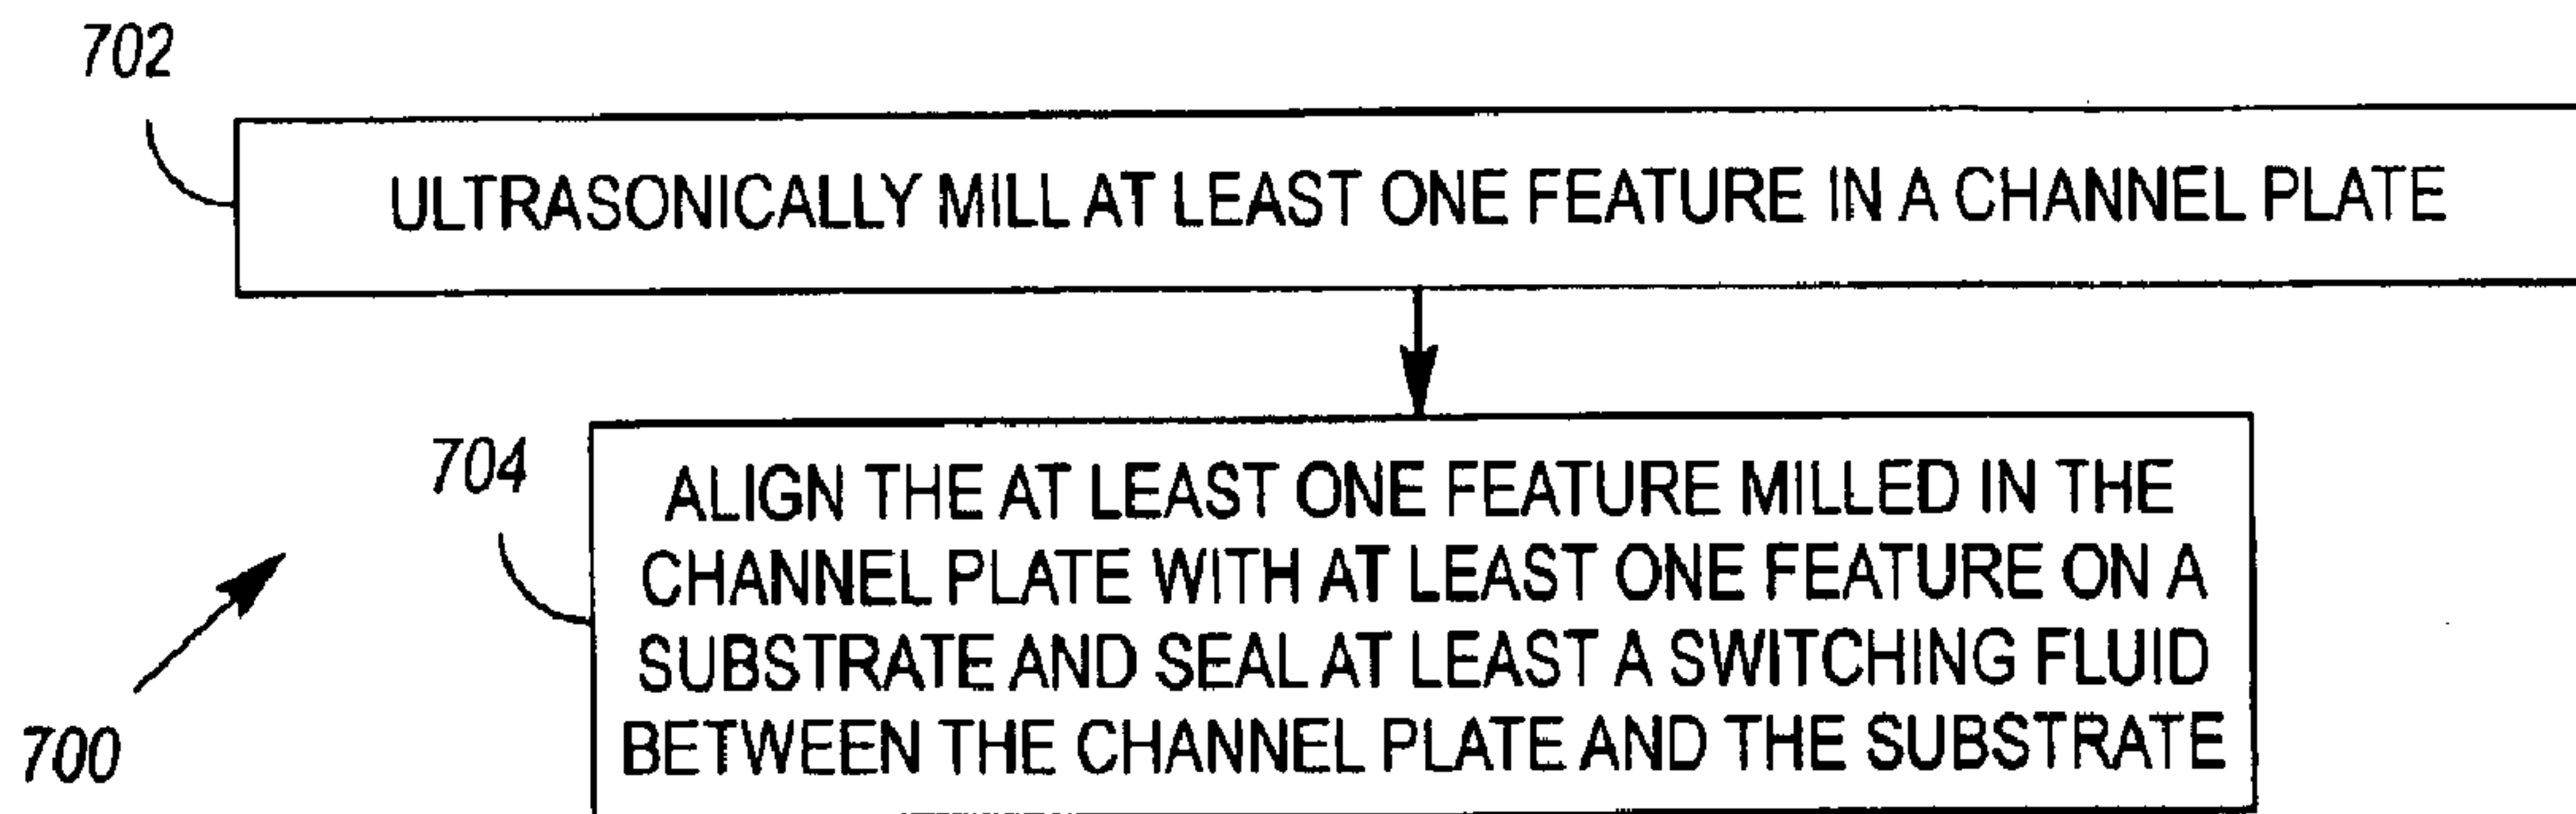 702
ULTRASONICALLY MILL AT LEAST ONE FEATURE IN A CHANNEL PLATE
704
ALIGN THE AT LEAST ONE FEATURE MILLED IN THE
CHANNEL PLATE WITH AT LEAST ONE FEATURE ON A
SUBSTRATE AND SEAL AT LEAST A SWITCHING FLUID
BETWEEN THE CHANNEL PLATE AND THE SUBSTRATE
700